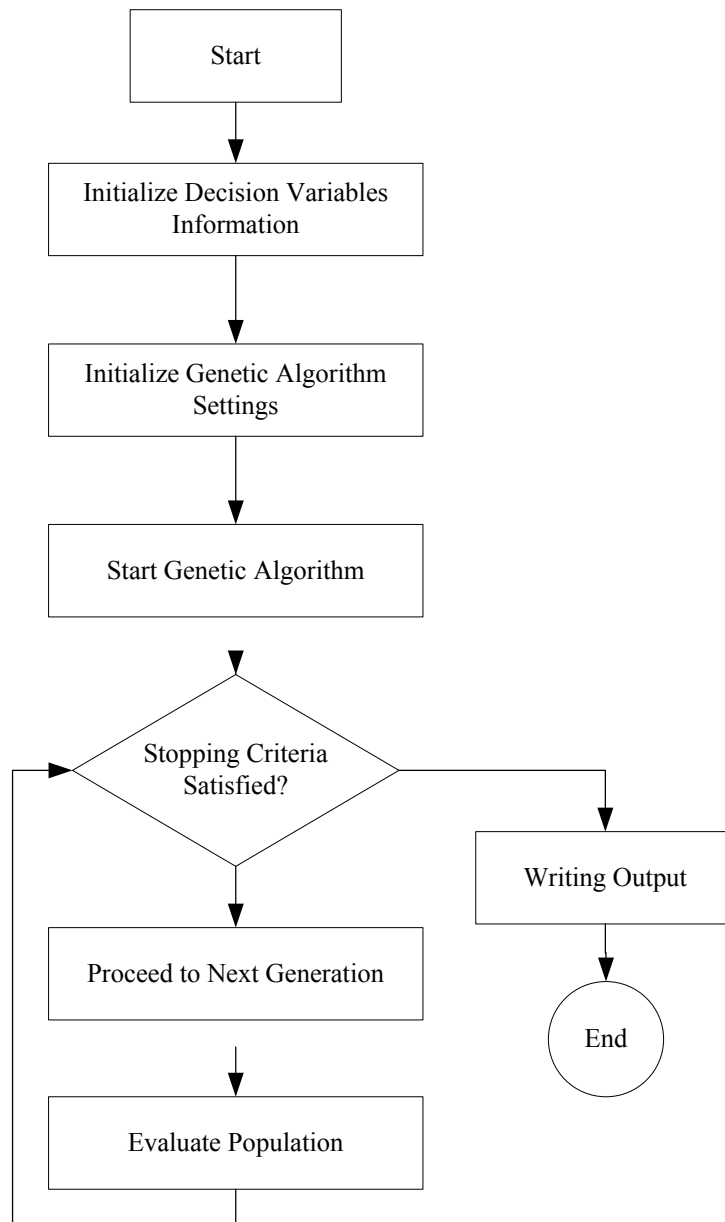 Start
Initialize Decision Variables
Information
Initialize Genetic Algorithm
Settings
Start Genetic Algorithm
Stopping Criteria
Satisfied?
Writing Output
Proceed to Next Generation
End
Evaluate Population